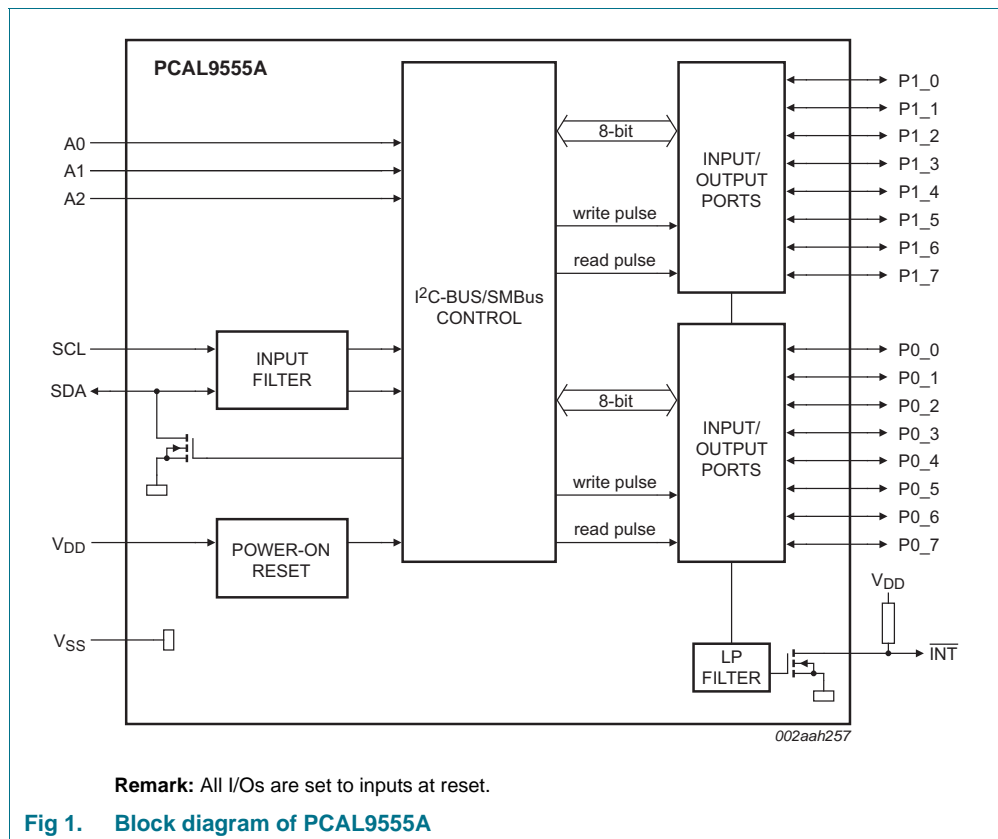 PCAL9555A
A0
A1
A2
SCL
SDA
VDD
VSS
INPUT
FILTER
POWER-ON
RESET
I2C-BUS/SMBus
CONTROL
8-bit
write pulse
read pulse
INPUT/
OUTPUT
PORTS
P1_0
P1_1
P1_2
P1_3
P1_4
P1_5
P1_6
P1_7
8-bit
write pulse
read pulse
INPUT/
OUTPUT
PORTS
P0_0
P0_1
P0_2
P0_3
P0_4
P0_5
P0_6
P0_7
VDD
LP
FILTER
INT
002aah257
Remark: All I/Os are set to inputs at reset.
Fig 1. Block diagram of PCAL9555A